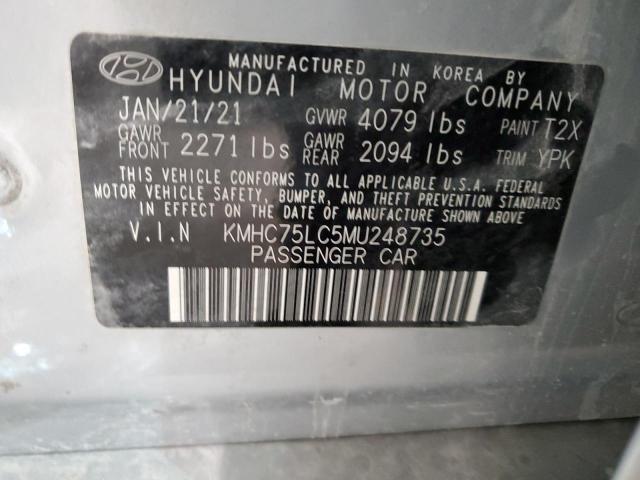 MANUFACTURED IN KOREA BY
HYUNDAI MOTOR COMPANY
JAN/21/21 GVWR 4079 lbs PAINT T2X
GAWR FRONT 2271 lbs GAWR REAR 2094 lbs TRIM YPK
THIS VEHICLE CONFORMS TO ALL APPLICABLE U.S.A. FEDERAL
MOTOR VEHICLE SAFETY, BUMPER, AND THEFT PREVENTION
STANDARDS IN EFFECT ON THE DATE
OF MANUFACTURE SHOWN ABOVE
V.I.N KMHC75LC5MU248735
PASSENGER CAR